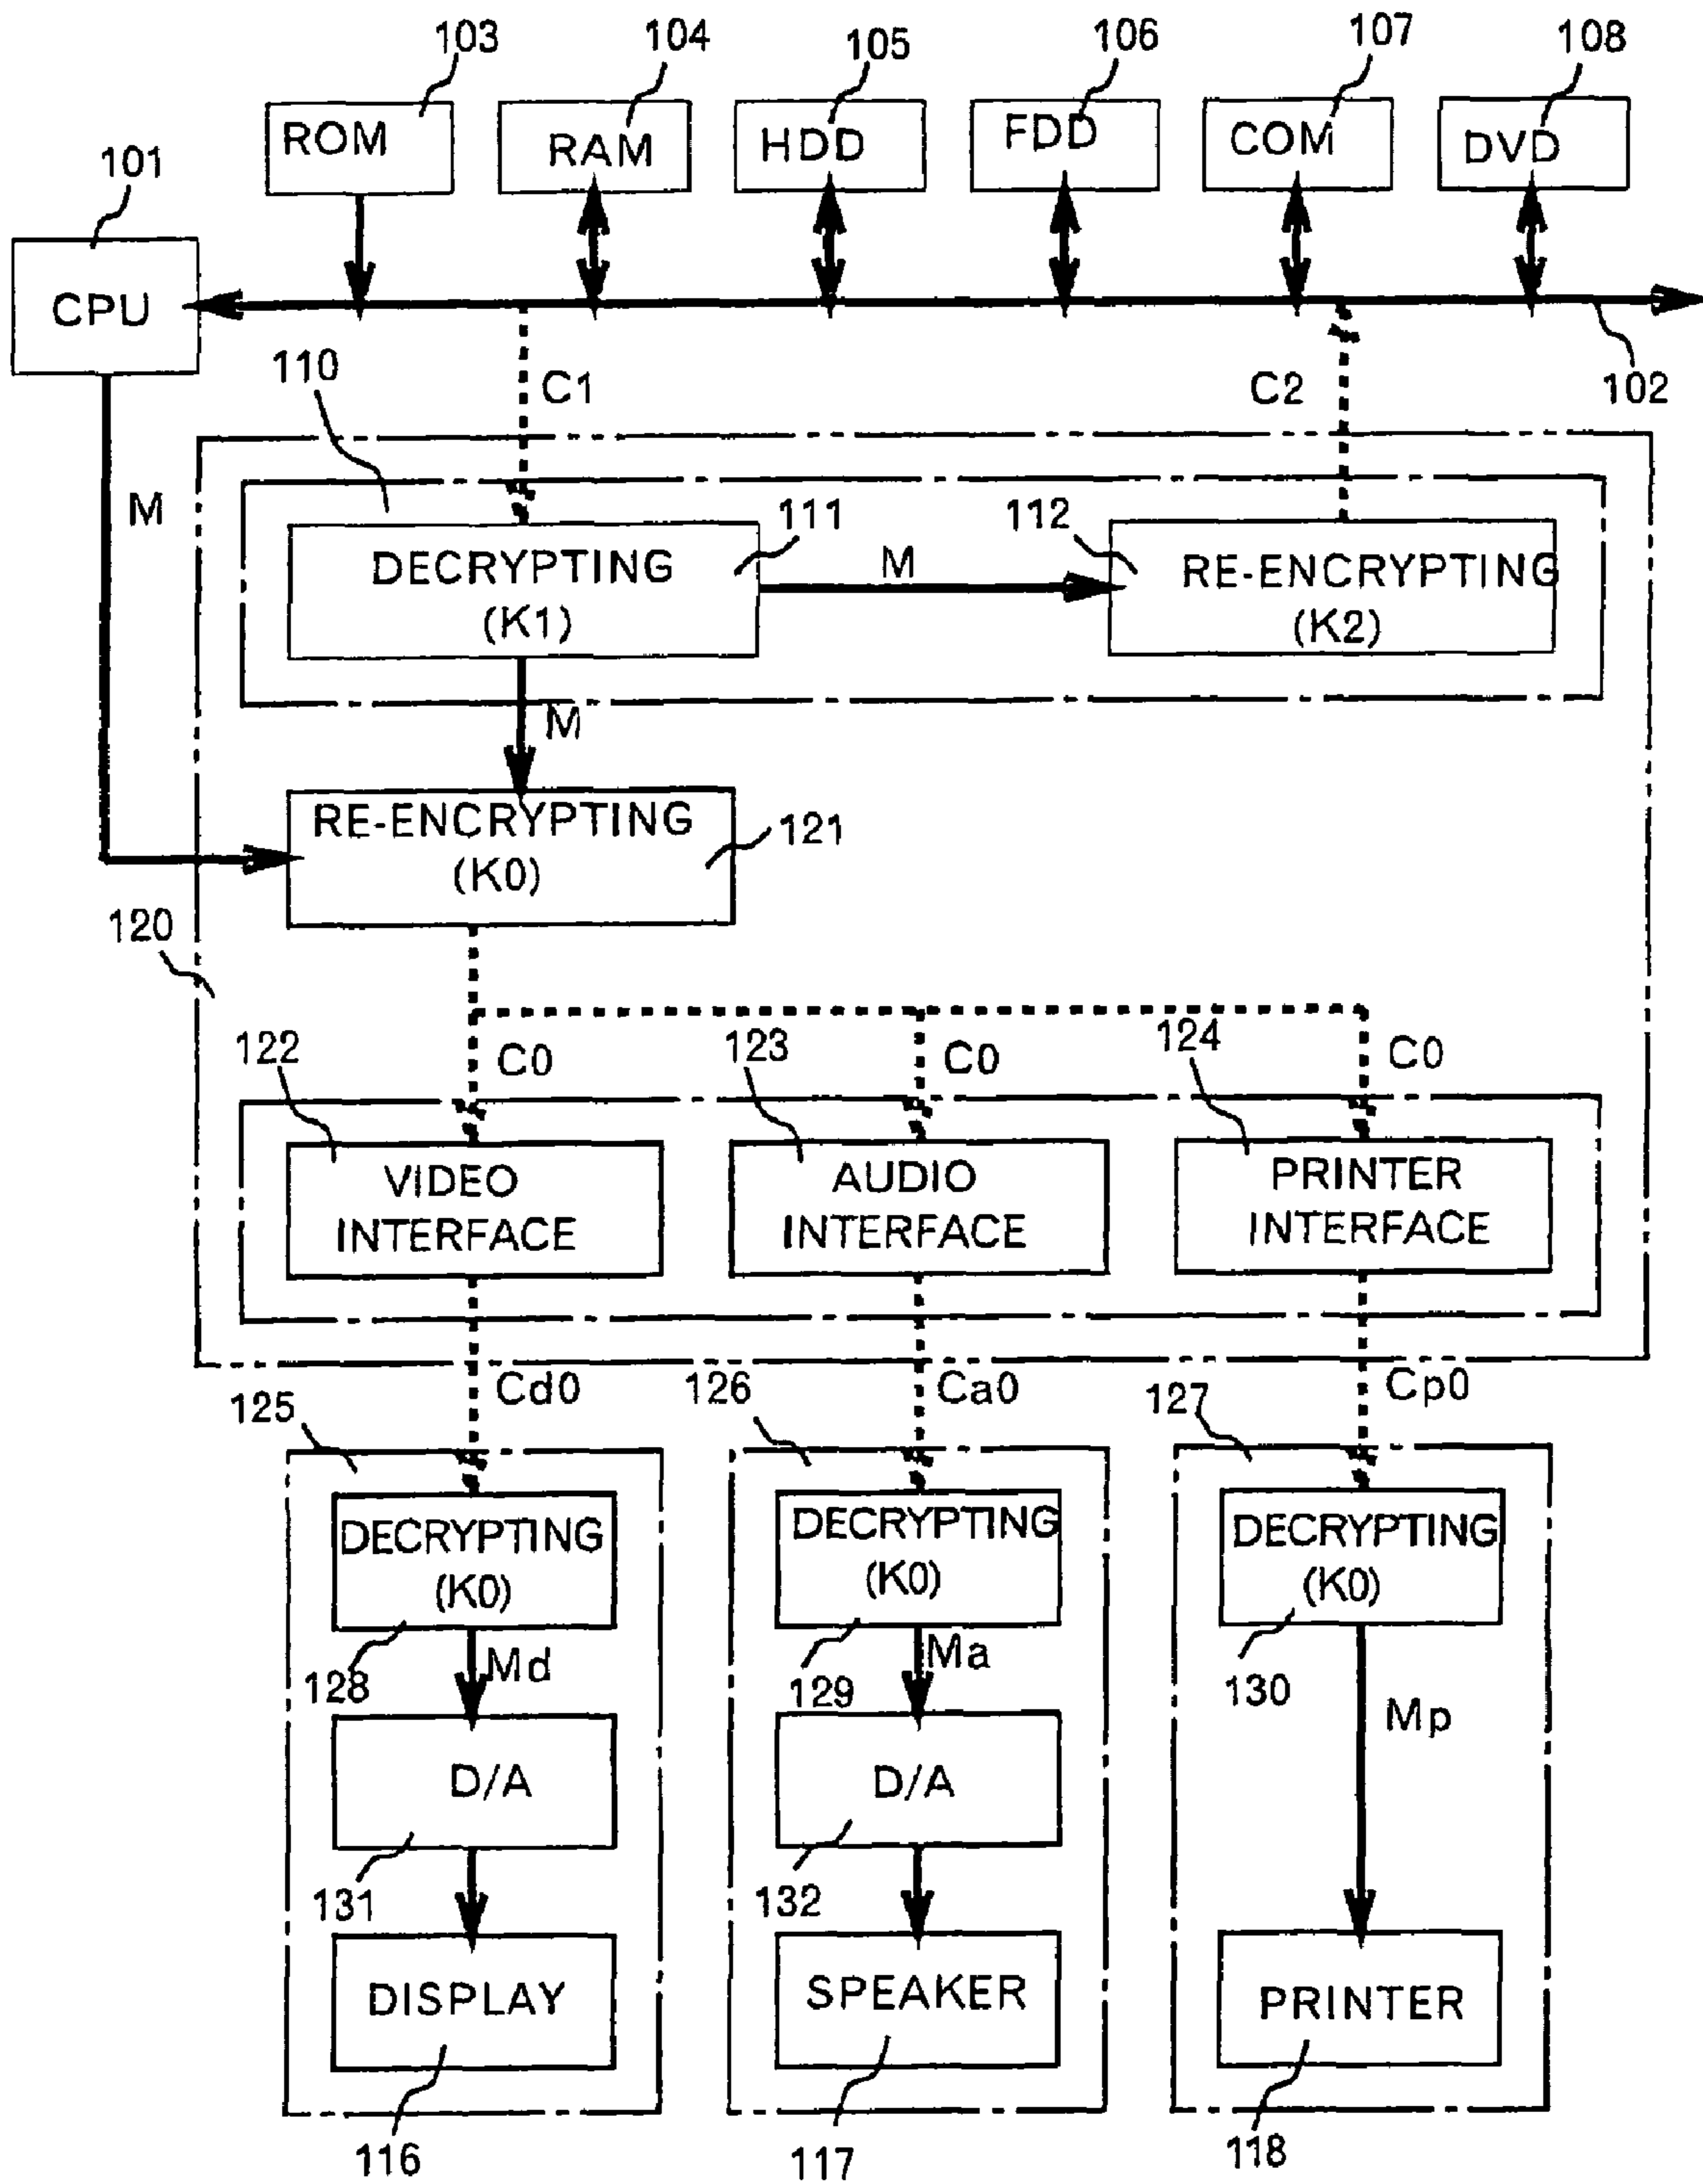 103
104
105
106
107
108
ROM
RAM
HDD
FDD
COM
DVD
101
CPU
102
110
C1
C2
M
111
112
DECRYPTING
(K1)
M
RE-ENCRYPTING
(K2)
M
RE-ENCRYPTING
(K0)
121
120
122
C0
123
C0
124
C0
VIDEO
INTERFACE
AUDIO
INTERFACE
PRINTER
INTERFACE
125
Cd0
126
Ca0
127
Cp0
DECRYPTING
(K0)
DECRYPTING
(K0)
DECRYPTING
(K0)
128
Md
129
Ma
130
Mp
D/A
D/A
131
132
DISPLAY
SPEAKER
PRINTER
116
117
118